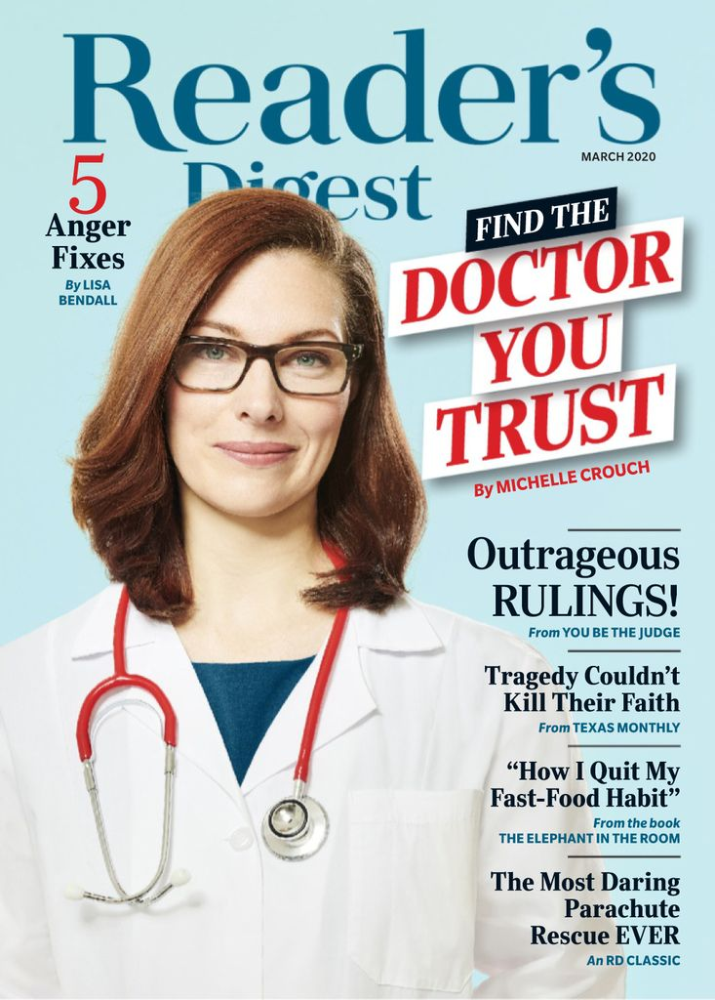 Reader's
Digest
MARCH 2020
5
Anger
Fixes
By LISA
BENDALL
FIND THE
DOCTOR
YOU
TRUST
By MICHELLE CROUCH
Outrageous
RULINGS!
From YOU BE THE JUDGE
Tragedy Couldn't
Kill Their Faith
From TEXAS MONTHLY
“How I Quit My
Fast-Food Habit”
From the book
THE ELEPHANT IN THE ROOM
The Most Daring
Parachute
Rescue EVER
An RD CLASSIC